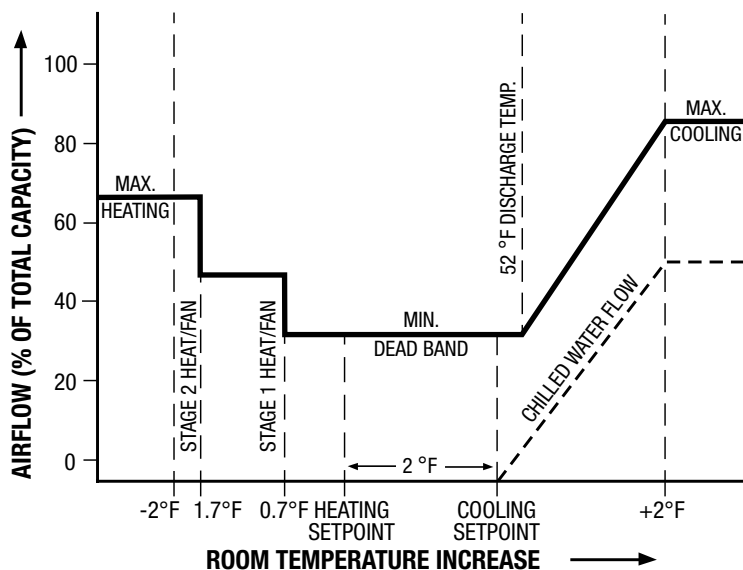 AIRFLOW (% OF TOTAL CAPACITY)
100
80
60
40
20
0
MAX.
HEATING
STAGE 2 HEAT/FAN
STAGE 1 HEAT/FAN
MIN.
DEAD BAND
52 °F DISCHARGE TEMP.
MAX.
COOLING
CHILLED WATER FLOW
2 °F
-2°F
1.7°F
0.7°F
HEATING
SETPOINT
COOLING
SETPOINT
+2°F
ROOM TEMPERATURE INCREASE